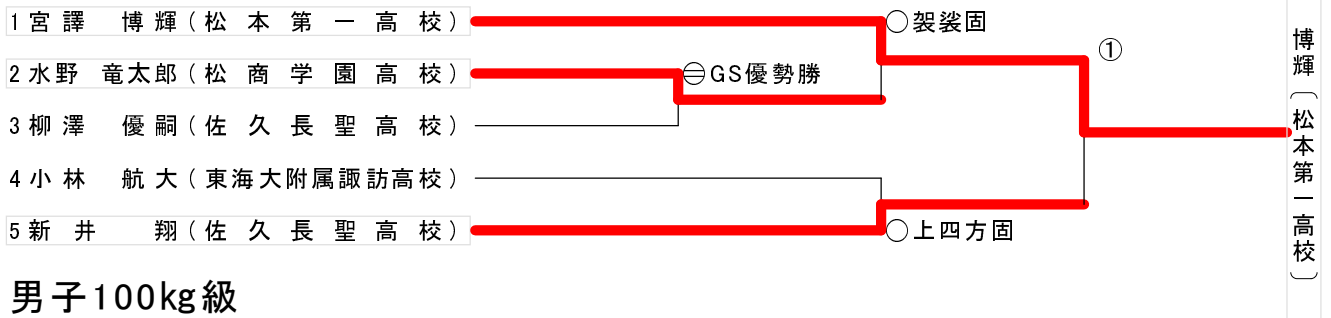 1 宮譯 博輝(松本第一高校)
○袈裟固
①
2 水野 竜太郎(松商学園高校)
㊀GS優勢勝
3 柳澤 優嗣(佐久長聖高校)
4 小林 航大(東海大附属諏訪高校)
5 新井 翔(佐久長聖高校)
○上四方固
博輝(松本第一高校)
男子100kg級